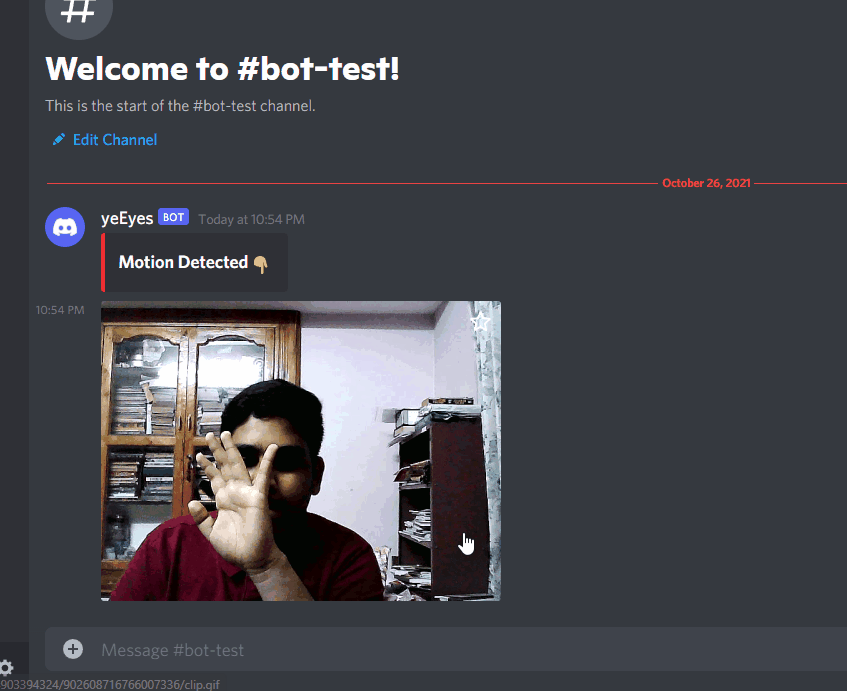 #
Welcome to #bot-test!
This is the start of the #bot-test channel.
Edit Channel
October 26, 2021
yeEyes BOT Today at 10:54 PM
Motion Detected 👇🏽
10:54 PM
Message #bot-test
903394324/902608716766007336/clip.gif